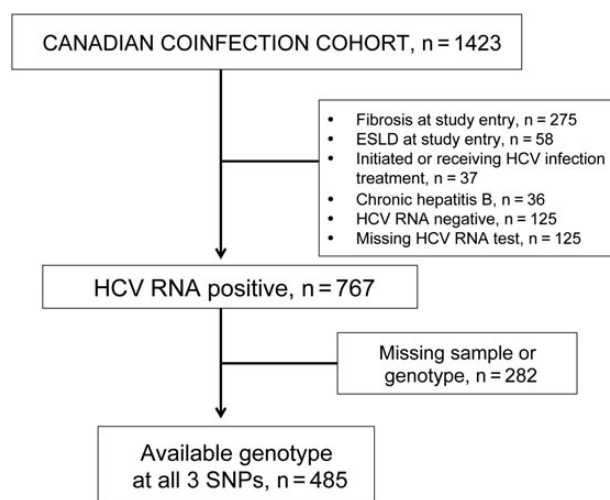 CANADIAN COINFECTION COHORT, n = 1423
• Fibrosis at study entry, n = 275
• ESLD at study entry, n = 58
• Initiated or receiving HCV infection
treatment, n = 37
• Chronic hepatitis B, n = 36
• HCV RNA negative, n = 125
• Missing HCV RNA test, n = 125
HCV RNA positive, n = 767
Missing sample or
genotype, n = 282
Available genotype
at all 3 SNPs, n = 485